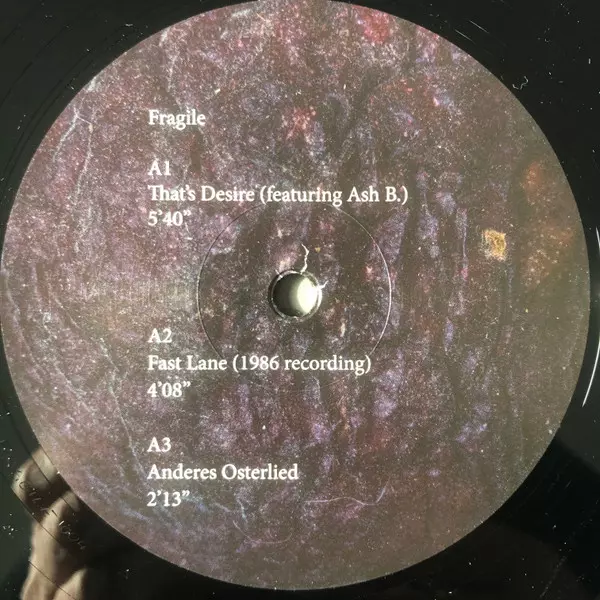 Fragile
A1
That's Desire (featuring Ash B.)
5'40"
A2
Fast Lane (1986 recording)
4'08"
A3
Anderes Osterlied
2'13"